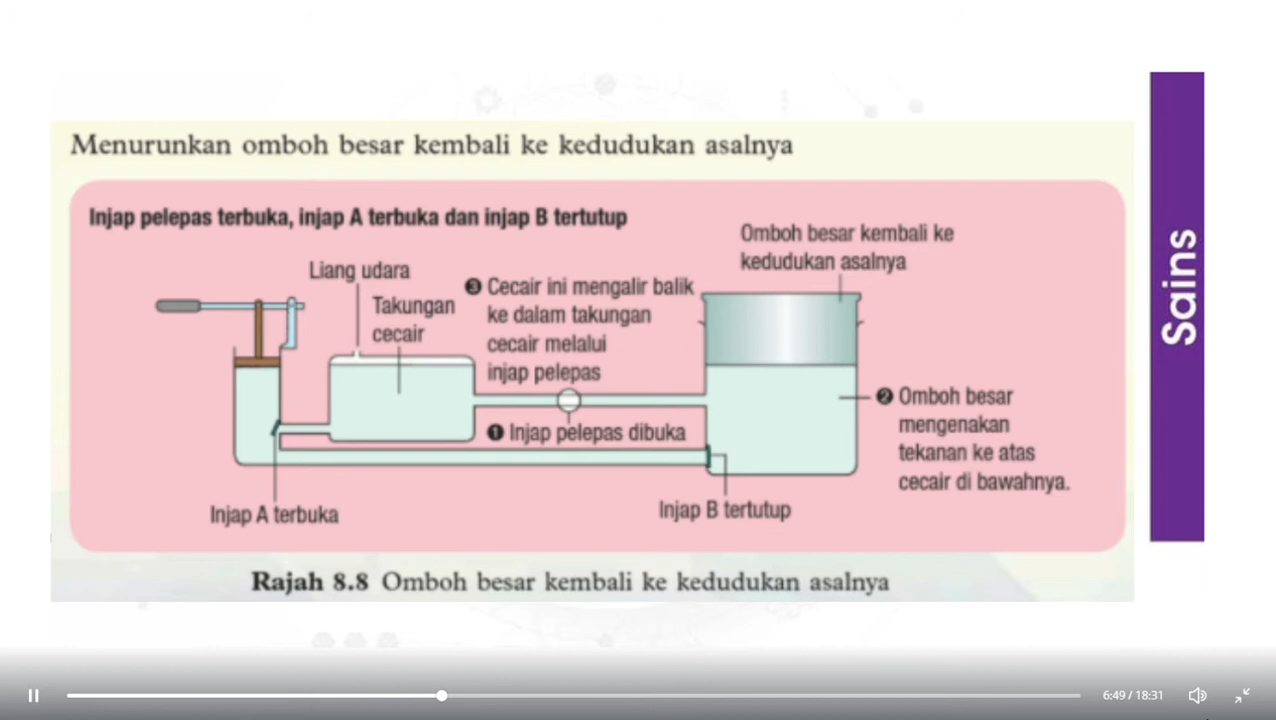 Menurunkan omboh besar kembali ke kedudukan asalnya
Injap pelepas terbuka, injap A terbuka dan injap B tertutup
Omboh besar kembali ke
kedudukan asalnya
Liang udara
Takungan
cecair
❸ Cecair ini mengalir balik
ke dalam takungan
cecair melalui
injap pelepas
❶ Injap pelepas dibuka
❷ Omboh besar
mengenakan
tekanan ke atas
cecair di bawahnya.
Injap A terbuka
Injap B tertutup
Rajah 8.8 Omboh besar kembali ke kedudukan asalnya
Sains
6:49 / 18:31